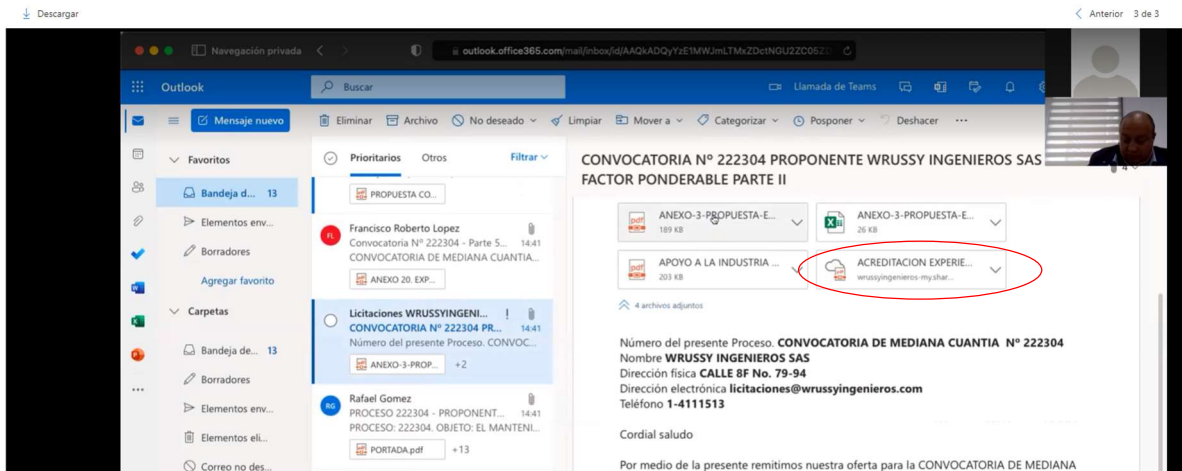 Descargar
Anterior 3 de 3
Navegación privada
outlook.office365.com/mail/inbox/id/AAQkADQyYzE1MWJmLTMxZDctNGU2ZC05ZD
Outlook
Buscar
Llamada de Teams
Mensaje nuevo
Eliminar Archivo No deseado Limpiar Mover a Categorizar Posponer Deshacer ...
Favoritos
Bandeja d... 13
Elementos env...
Borradores
Agregar favorito
Carpetas
Bandeja de... 13
Borradores
Elementos env...
Elementos eli...
Correo no des...
Prioritarios Otros Filtrar
PROPUESTA CO...
FL
Francisco Roberto Lopez
Convocatoria Nº 222304 - Parte 5... 14:41
CONVOCATORIA DE MEDIANA CUANTIA...
ANEXO 20. EXP...
Licitaciones WRUSSYINGENI... !
CONVOCATORIA Nº 222304 PR... 14:41
Número del presente Proceso. CONVOC...
ANEXO-3-PROP... +2
RG
Rafael Gomez
PROCESO 222304 - PROPONENT... 14:41
PROCESO: 222304. OBJETO: EL MANTENI...
PORTADA.pdf +13
CONVOCATORIA Nº 222304 PROPONENTE WRUSSY INGENIEROS SAS
FACTOR PONDERABLE PARTE II
4
pdf
ANEXO-3-PROPUESTA-E...
189 KB
ANEXO-3-PROPUESTA-E...
26 KB
pdf
APOYO A LA INDUSTRIA ...
203 KB
ACREDITACION EXPERIE...
wrussyingenieros-my.shar...
4 archivos adjuntos
Número del presente Proceso. CONVOCATORIA DE MEDIANA CUANTIA Nº 222304
Nombre WRUSSY INGENIEROS SAS
Dirección física CALLE 8F No. 79-94
Dirección electrónica licitaciones@wrussyingenieros.com
Teléfono 1-4111513
Cordial saludo
Por medio de la presente remitimos nuestra oferta para la CONVOCATORIA DE MEDIANA